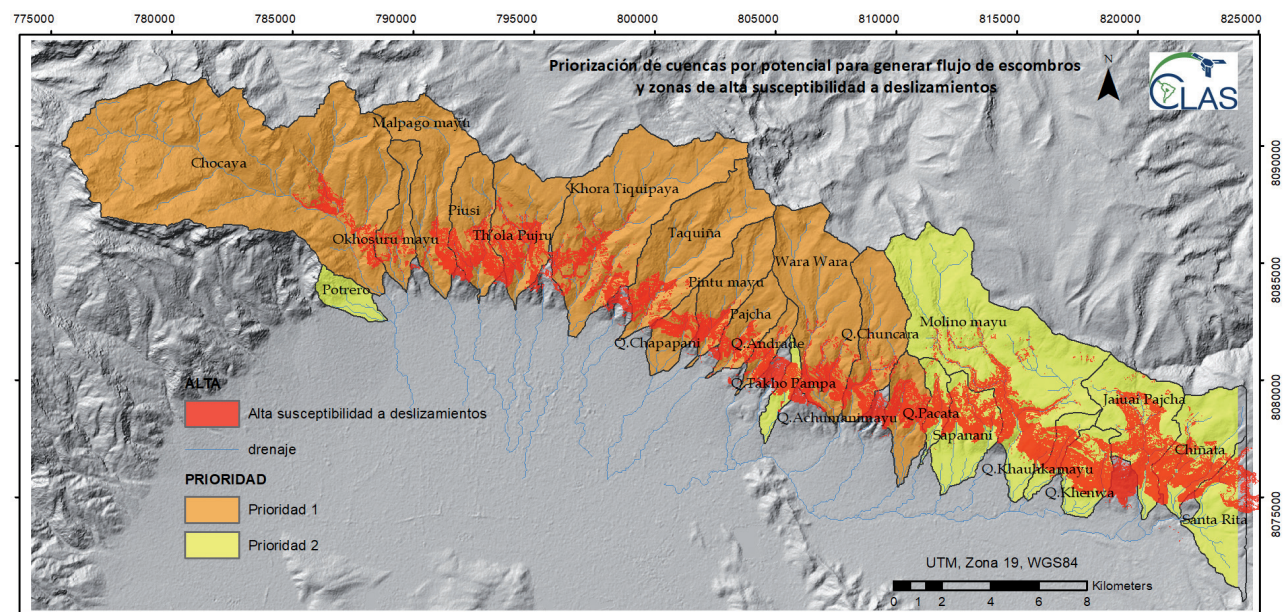 775000 780000 785000 790000 795000 800000 805000 810000 815000 820000 825000
Priorización de cuencas por potencial para generar flujo de escombros
y zonas de alta susceptibilidad a deslizamientos
N
CLAS
8090000
8085000
8080000
8075000
Malpago mayu
Chocaya
Khora Tiquipaya
Piusi
Taquiña
Okhosuru mayu
Th'ola Pujru
Wara Wara
Potrero
Pintu mayu
Pajcha
Molino mayu
Q.Chuncara
Q.Chapapani
Q.Andrade
Q.Takho Pampa
Jaiuai Pajcha
Q.Achumanimayu
Q.Pacata
Sapanani
Chiñata
Q.Khauhkamayu
Q.Kheñwa
Santa Rita
ALTA
Alta susceptibilidad a deslizamientos
drenaje
PRIORIDAD
Prioridad 1
Prioridad 2
UTM, Zona 19, WGS84
Kilometers
0 1 2 4 6 8